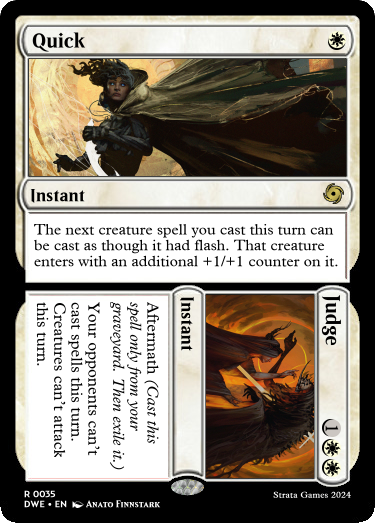 Quick
Instant
The next creature spell you cast this turn can
be cast as though it had flash. That creature
enters with an additional +1/+1 counter on it.
Judge
1
Instant
Aftermath (Cast this
spell only from your
graveyard. Then exile it.)
Your opponents can't
cast spells this turn.
Creatures can't attack
this turn.
R 0035
DWE • EN Anato Finnstark
Strata Games 2024